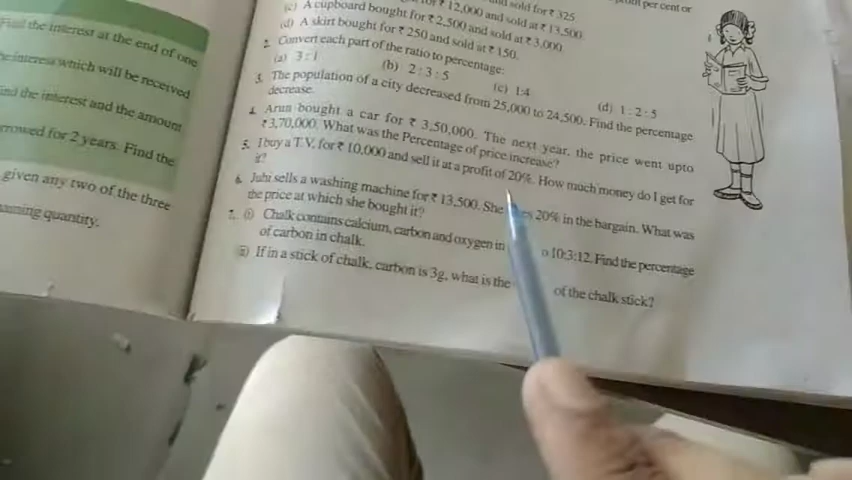 Find the interest at the end of one
interest which will be received
ind the interest and the amount
rrowed for 2 years. Find the
given any two of the three
quantity.
per cent or
and sold for ₹ 325
₹ 12,000 and sold at ₹ 13,500
(c) A cupboard bought for ₹ 2,500 and sold at ₹ 3,000
(d) A skirt bought for ₹ 250 and sold at ₹ 150.
2. Convert each part of the ratio to percentage:
(a) 3 : 1 (b) 2 : 3 : 5 (c) 1:4 (d) 1 : 2 : 5
3. The population of a city decreased from 25,000 to 24,500. Find the percentage
decrease.
4. Arun bought a car for ₹ 3,50,000. The next year, the price went upto
₹ 3,70,000. What was the Percentage of price increase?
5. I buy a T.V. for ₹ 10,000 and sell it at a profit of 20%. How much money do I get for
it?
6. Juhi sells a washing machine for ₹ 13,500. She 20% in the bargain. What was
the price at which she bought it?
7. (i) Chalk contains calcium, carbon and oxygen in 10:3:12. Find the percentage
of carbon in chalk.
(ii) If in a stick of chalk, carbon is 3g, what is the of the chalk stick?